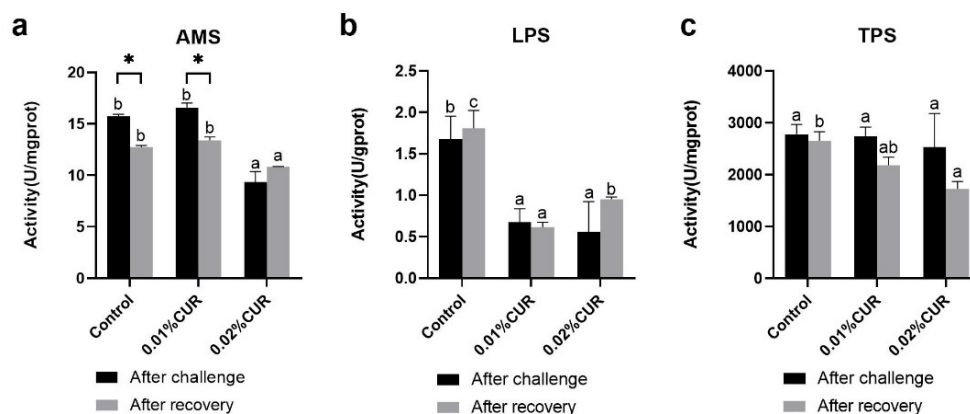 a
AMS
Activity(U/mgprot)
20
15
10
5
0
*
*
b
b
b
b
a
a
Control
0.01%CUR
0.02%CUR
After challenge
After recovery
b
LPS
Activity(U/gprot)
2.5
2.0
1.5
1.0
0.5
0.0
b
c
a
a
a
b
Control
0.01%CUR
0.02%CUR
After challenge
After recovery
c
TPS
Activity(U/mgprot)
4000
3000
2000
1000
0
a
b
a
ab
a
a
Control
0.01%CUR
0.02%CUR
After challenge
After recovery